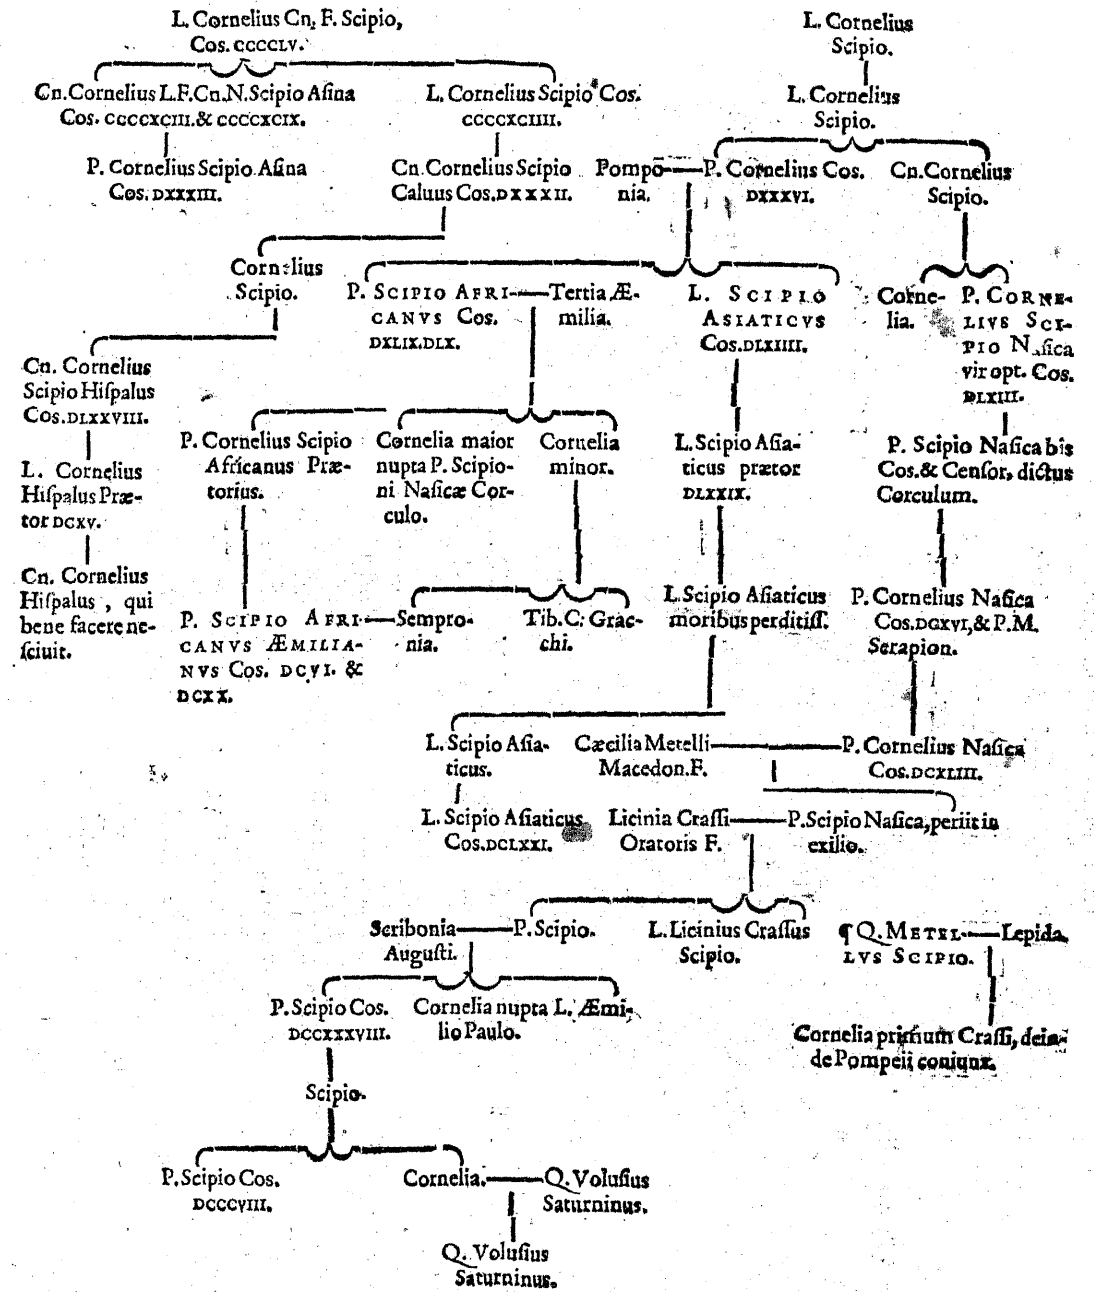 L. Cornelius Cn. F. Scipio,
Cos. CCCCLV.
L. Cornelius
Scipio.
Cn. Cornelius L.F.Cn.N. Scipio Aſina
Cos. CCCCXCIII. & CCCCXCIX.
L. Cornelius Scipio Cos.
CCCCXCIIII.
L. Cornelius
Scipio.
P. Cornelius Scipio Aſina
Cos. DXXXIII.
Cn. Cornelius Scipio
Caluus Cos. DXXXII.
Pompō-
nia.
P. Cornelius Cos.
DXXXVI.
Cn. Cornelius
Scipio.
Cornelius
Scipio.
P. SCIPIO AFRI-
CANVS Cos.
DXLIX.DLX.
Tertia Æ-
milia.
L. SCIPIO
ASIATICVS
Cos. DLXIIII.
Corne-
lia.
P. CORNE-
LIVS SCI-
PIO Naſica
vir opt. Cos.
DLXIII.
Cn. Cornelius
Scipio Hiſpalus
Cos. DLXXVIII.
P. Cornelius Scipio
Africanus Præ-
torius.
Cornelia maior
nupta P. Scipio-
ni Naſicæ Cor-
culo.
Cornelia
minor.
L. Scipio Aſia-
ticus prætor
DLXXIX.
P. Scipio Naſica bis
Cos. & Cenſor, dictus
Corculum.
L. Cornelius
Hiſpalus Præ-
tor DCXV.
Cn. Cornelius
Hiſpalus, qui
bene facere ne-
ſciuit.
P. SCIPIO AFRI-
CANVS ÆMILIA-
NVS Cos. DCVI. &
DCXX.
Sempro-
nia.
Tib. C. Grac-
chi.
L. Scipio Aſiaticus
moribus perditiſſ.
P. Cornelius Naſica
Cos. DCXVI, & P.M.
Serapion.
L. Scipio Aſia-
ticus.
Cæcilia Metelli
Macedon. F.
P. Cornelius Naſica
Cos. DCXLIII.
L. Scipio Aſiaticus
Cos. DCLXXI.
Licinia Craſſi
Oratoris F.
P. Scipio Naſica, periit in
exilio.
Scribonia
Auguſti.
P. Scipio.
L. Licinius Craſſus
Scipio.
¶ Q. METEL-
LVS SCIPIO.
Lepida.
P. Scipio Cos.
DCCXXXVIII.
Cornelia nupta L. Æmi-
lio Paulo.
Cornelia primum Craſſi, dein-
de Pompeii coniunx.
Scipio.
P. Scipio Cos.
DCCCVIII.
Cornelia.
Q. Voluſius
Saturninus.
Q. Voluſius
Saturninus.